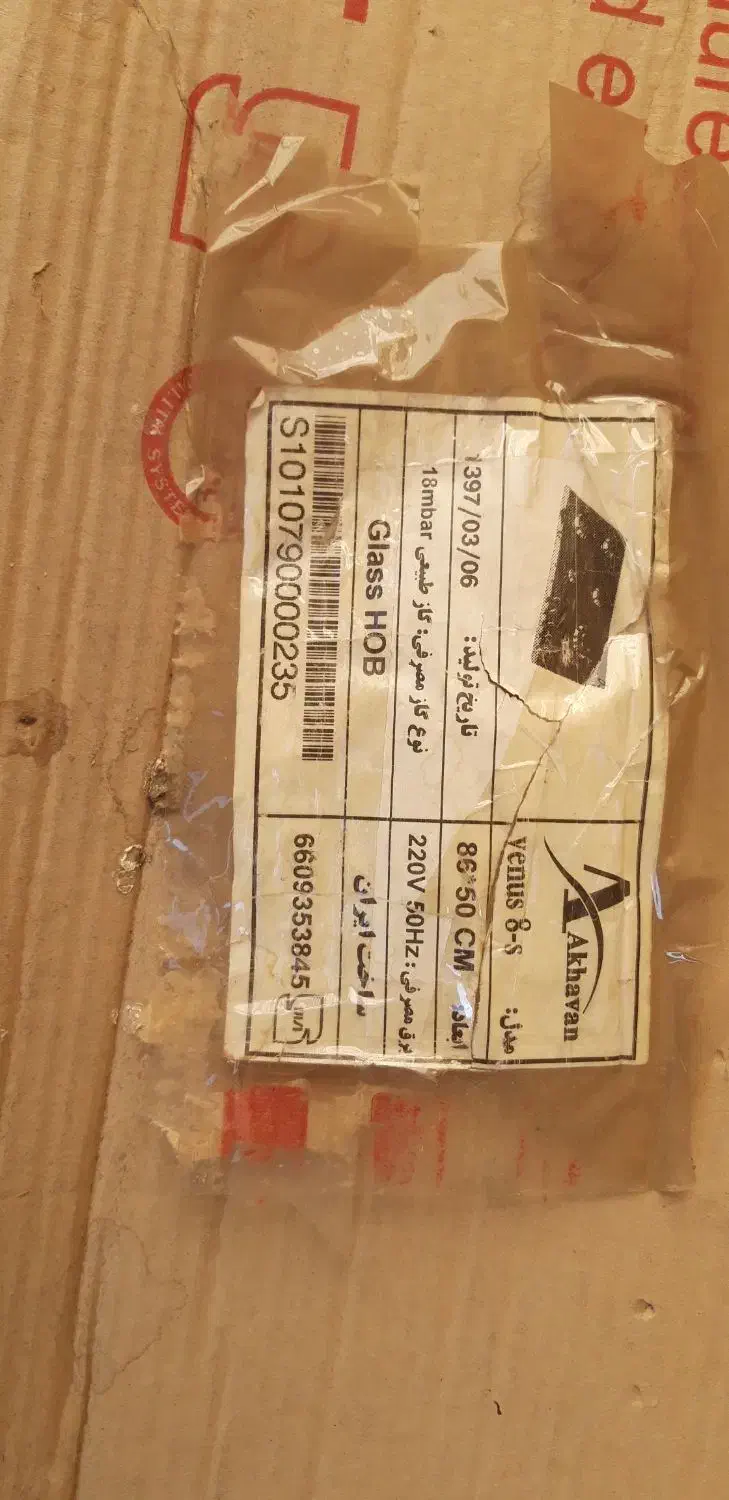 Akhavan
مدل: venus 8-s
تاریخ تولید: 1397/03/06
ابعاد: 86*50 CM
نوع گاز مصرفی: گاز طبیعی 18mbar
برق مصرفی: 220V 50Hz
Glass HOB
ساخت ایران
S1010790000235
6609353845